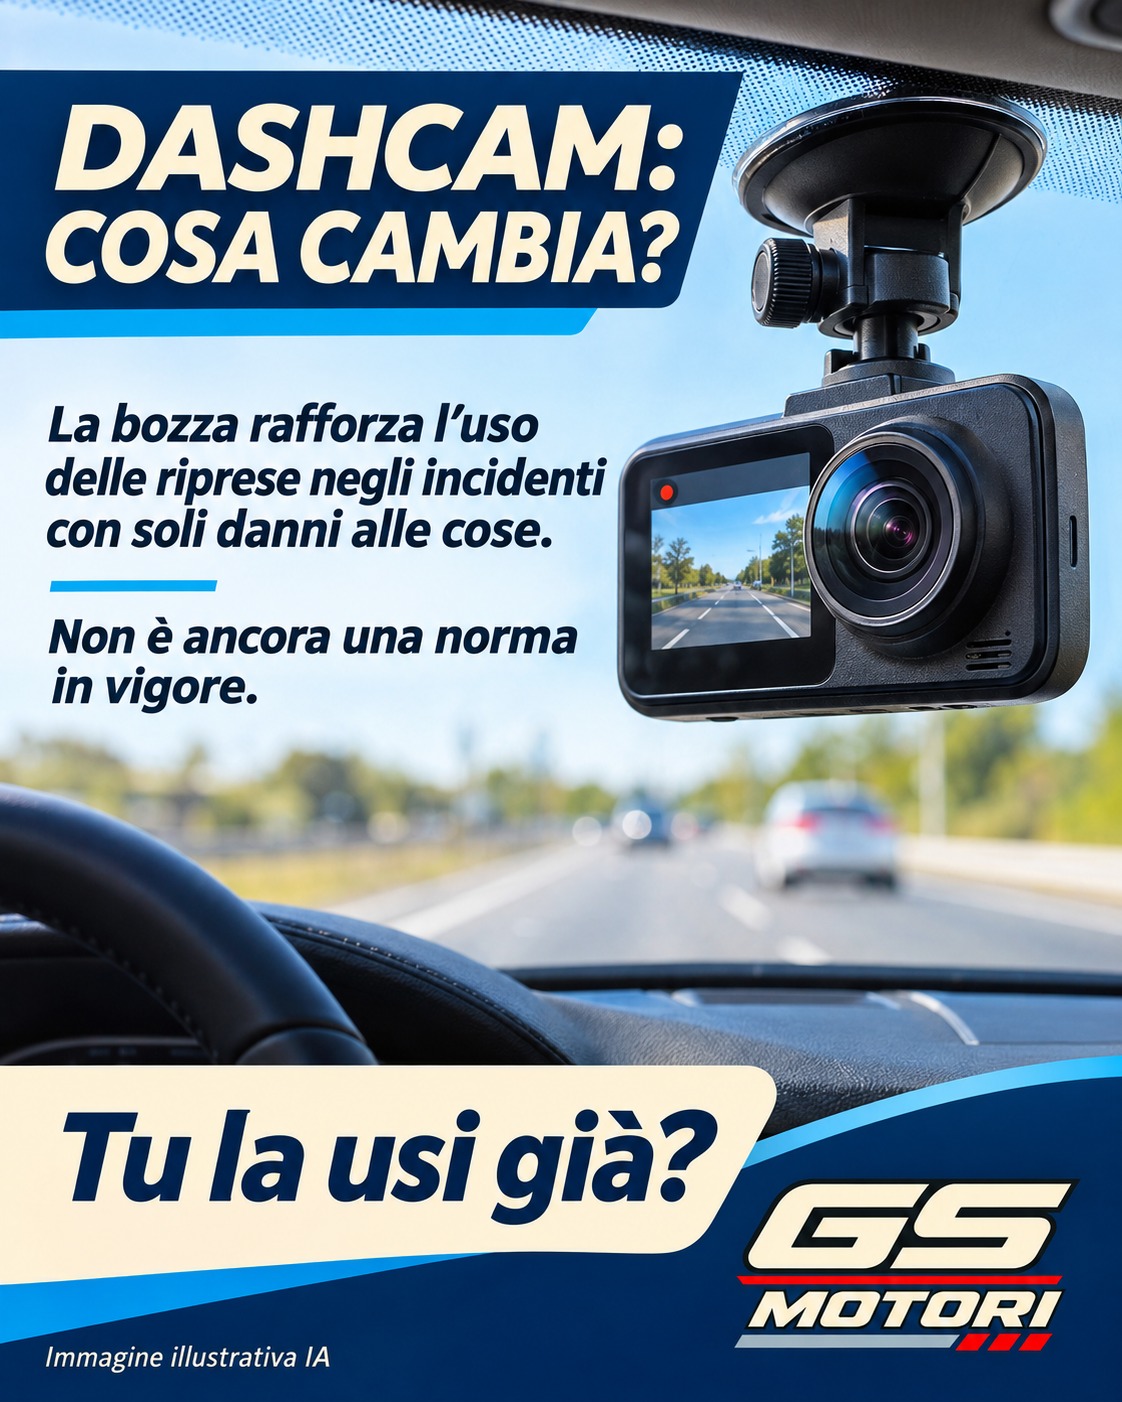 DASHCAM:
COSA CAMBIA?
La bozza rafforza l'uso
delle riprese negli incidenti
con soli danni alle cose.
Non è ancora una norma
in vigore.
Tu la usi già?
GS
MOTORI
Immagine illustrativa IA